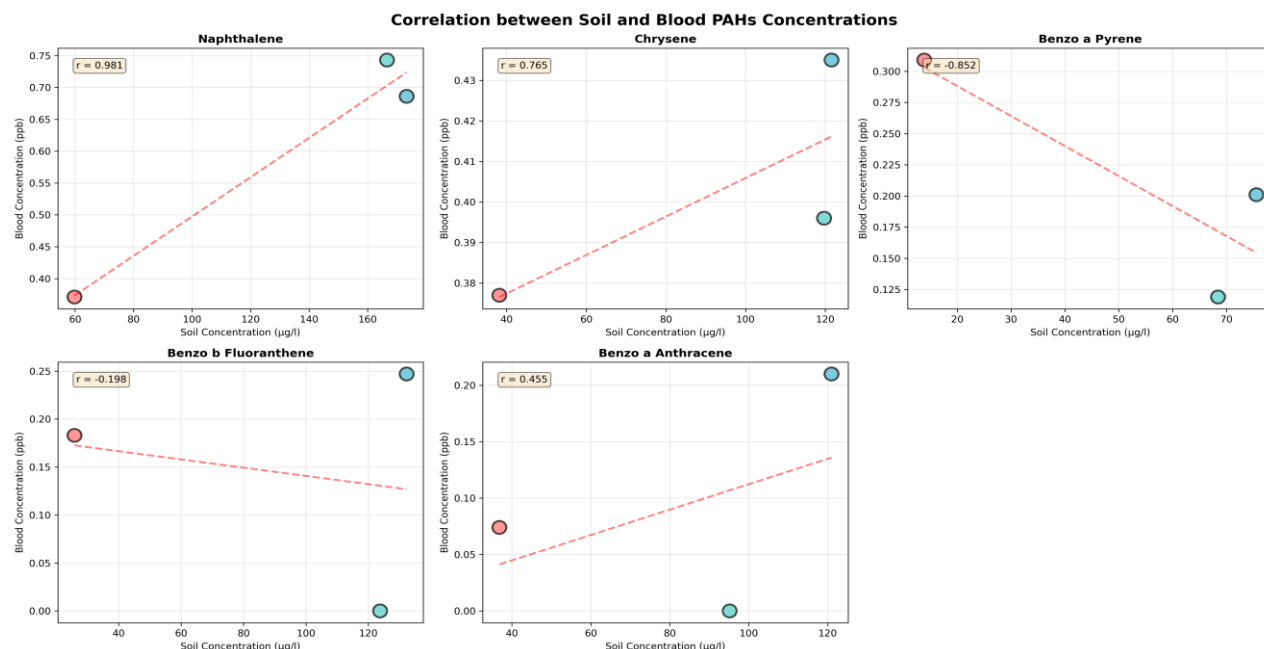 Correlation between Soil and Blood PAHs Concentrations
Naphthalene
r = 0.981
Blood Concentration (ppb)
0.75
0.70
0.65
0.60
0.55
0.50
0.45
0.40
60 80 100 120 140 160
Soil Concentration (µg/l)
Chrysene
r = 0.765
Blood Concentration (ppb)
0.43
0.42
0.41
0.40
0.39
0.38
40 60 80 100 120
Soil Concentration (µg/l)
Benzo a Pyrene
r = -0.852
Blood Concentration (ppb)
0.300
0.275
0.250
0.225
0.200
0.175
0.150
0.125
20 30 40 50 60 70
Soil Concentration (µg/l)
Benzo b Fluoranthene
r = -0.198
Blood Concentration (ppb)
0.25
0.20
0.15
0.10
0.05
0.00
40 60 80 100 120
Soil Concentration (µg/l)
Benzo a Anthracene
r = 0.455
Blood Concentration (ppb)
0.20
0.15
0.10
0.05
0.00
40 60 80 100 120
Soil Concentration (µg/l)